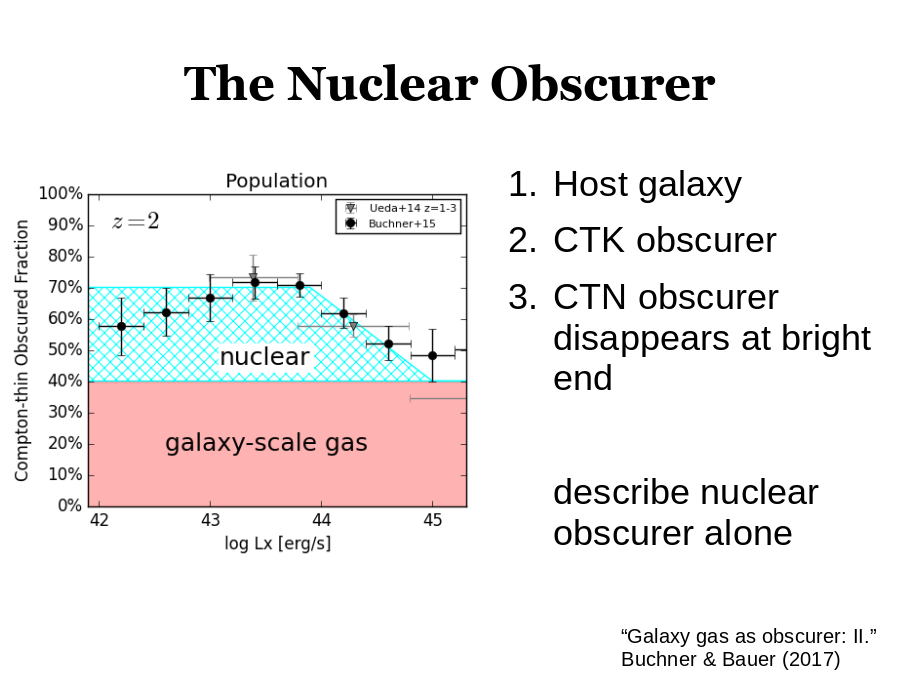 The Nuclear Obscurer
Population
100%
90%
80%
70%
60%
50%
40%
30%
20%
10%
0%
Compton-thin Obscured Fraction
z=2
Ueda+14 z=1-3
Buchner+15
nuclear
galaxy-scale gas
42
43
44
45
log Lx [erg/s]
1. Host galaxy
2. CTK obscurer
3. CTN obscurer
disappears at bright
end
describe nuclear
obscurer alone
“Galaxy gas as obscurer: II.”
Buchner & Bauer (2017)